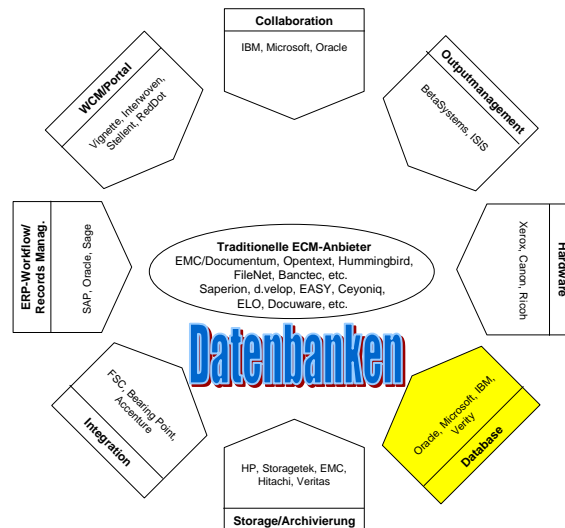 Collaboration
IBM, Microsoft, Oracle
WCM/Portal
Vignette, Interwoven,
Stellent, RedDot
Outputmanagement
BetaSystems, ISIS
ERP-Workflow/
Records Manag.
SAP, Oracle, Sage
Traditionelle ECM-Anbieter
EMC/Documentum, Opentext, Hummingbird,
FileNet, Banctec, etc.
Saperion, d.velop, EASY, Ceyoniq,
ELO, Docuware, etc.
Xerox, Canon, Ricoh
Hardware
Datenbanken
FSC, Bearing Point,
Accenture
Integration
Oracle, Microsoft, IBM,
Verity
Database
HP, Storagetek, EMC,
Hitachi, Veritas
Storage/Archivierung